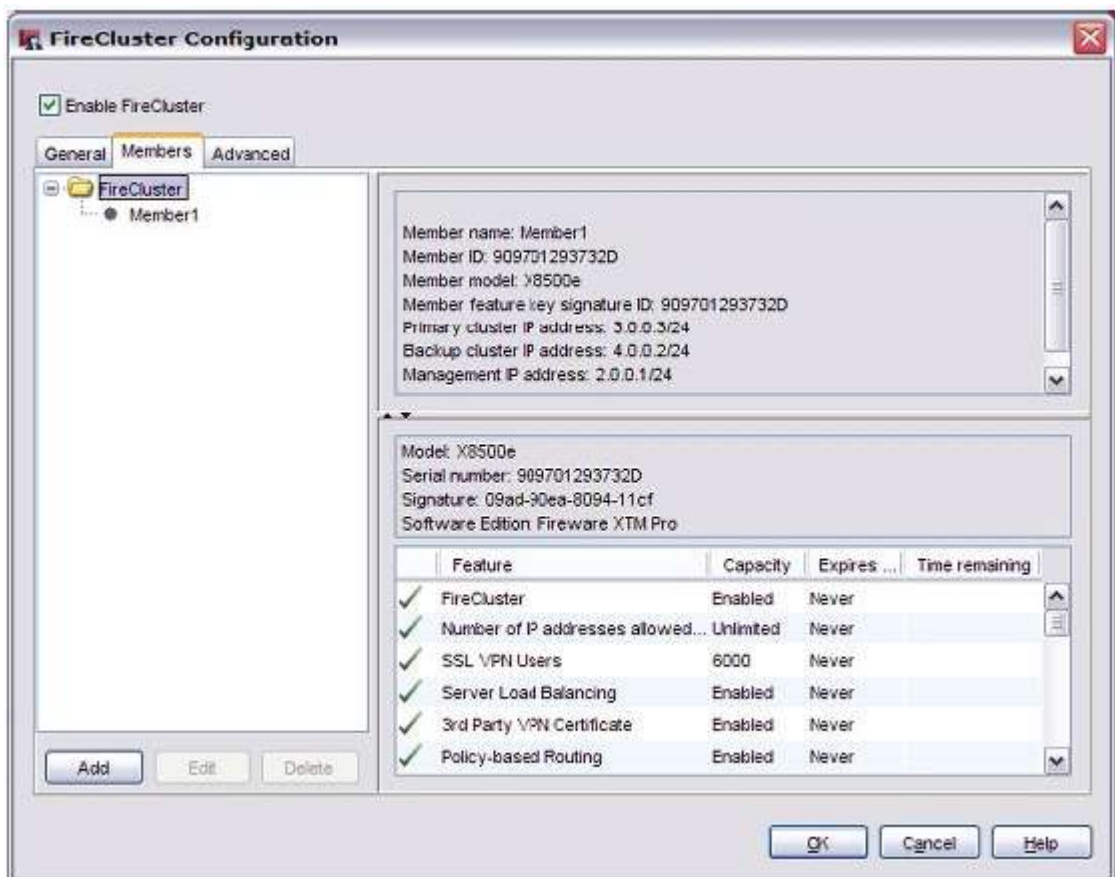 FireCluster Configuration
Enable FireCluster
General Members Advanced
FireCluster
Member1
Member name: Member1
Member ID: 909701293732D
Member model: X8500e
Member feature key signature ID: 909701293732D
Primary cluster IP address: 3.0.0.3/24
Backup cluster IP address: 4.0.0.2/24
Management IP address: 2.0.0.1/24
Model: X8500e
Serial number: 909701293732D
Signature: 09ad-90ea-8094-11cf
Software Edition: Fireware XTM Pro
Feature Capacity Expires ... Time remaining
FireCluster Enabled Never
Number of IP addresses allowed... Unlimited Never
SSL VPN Users 6000 Never
Server Load Balancing Enabled Never
3rd Party VPN Certificate Enabled Never
Policy-based Routing Enabled Never
Add Edit Delete
OK Cancel Help